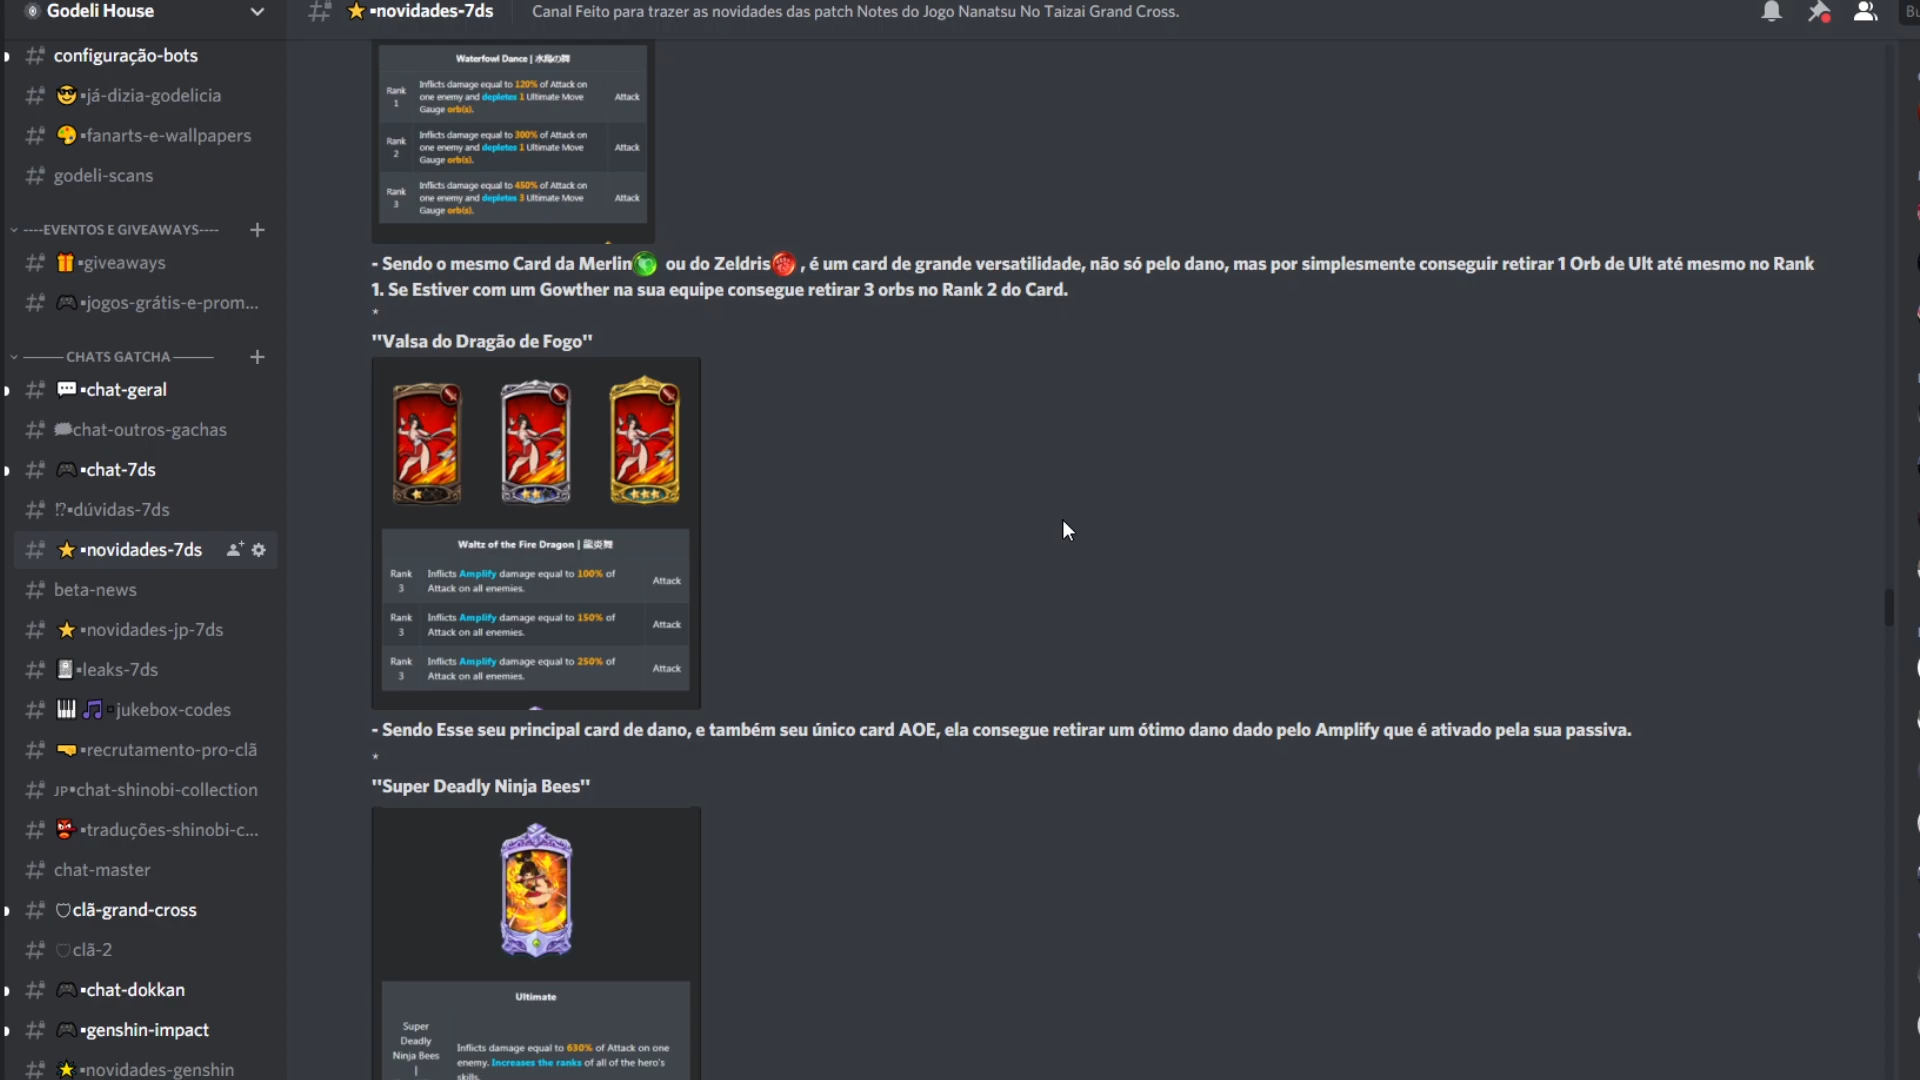 Godeli House
configuração-bots
▪já-dizia-godelicia
▪fanarts-e-wallpapers
godeli-scans
----EVENTOS E GIVEAWAYS----
▪giveaways
▪jogos-grátis-e-prom...
——CHATS GATCHA——
▪chat-geral
chat-outros-gachas
▪chat-7ds
⁉▪dúvidas-7ds
▪novidades-7ds
beta-news
▪novidades-jp-7ds
▪leaks-7ds
▪jukebox-codes
▪recrutamento-pro-clã
JP▪chat-shinobi-collection
▪traduções-shinobi-c...
chat-master
clã-grand-cross
clã-2
▪chat-dokkan
▪genshin-impact
▪novidades-genshin
▪novidades-7ds
Canal Feito para trazer as novidades das patch Notes do Jogo Nanatsu No Taizai Grand Cross.
Bu
Waterfowl Dance | 水鳥の舞
Rank 1
Inflicts damage equal to 120% of Attack on
one enemy and depletes 1 Ultimate Move
Gauge orb(s).
Attack
Rank 2
Inflicts damage equal to 300% of Attack on
one enemy and depletes 1 Ultimate Move
Gauge orb(s).
Attack
Rank 3
Inflicts damage equal to 450% of Attack on
one enemy and depletes 3 Ultimate Move
Gauge orb(s).
Attack
- Sendo o mesmo Card da Merlin ou do Zeldris , é um card de grande versatilidade, não só pelo dano, mas por simplesmente conseguir retirar 1 Orb de Ult até mesmo no Rank
1. Se Estiver com um Gowther na sua equipe consegue retirar 3 orbs no Rank 2 do Card.
*
"Valsa do Dragão de Fogo"
Waltz of the Fire Dragon | 龍炎舞
Rank 3
Inflicts Amplify damage equal to 100% of
Attack on all enemies.
Attack
Rank 3
Inflicts Amplify damage equal to 150% of
Attack on all enemies.
Attack
Rank 3
Inflicts Amplify damage equal to 250% of
Attack on all enemies.
Attack
- Sendo Esse seu principal card de dano, e também seu único card AOE, ela consegue retirar um ótimo dano dado pelo Amplify que é ativado pela sua passiva.
*
"Super Deadly Ninja Bees"
Ultimate
Super
Deadly
Ninja Bees
|
Inflicts damage equal to 630% of Attack on one
enemy. Increases the ranks of all of the hero's
skills.